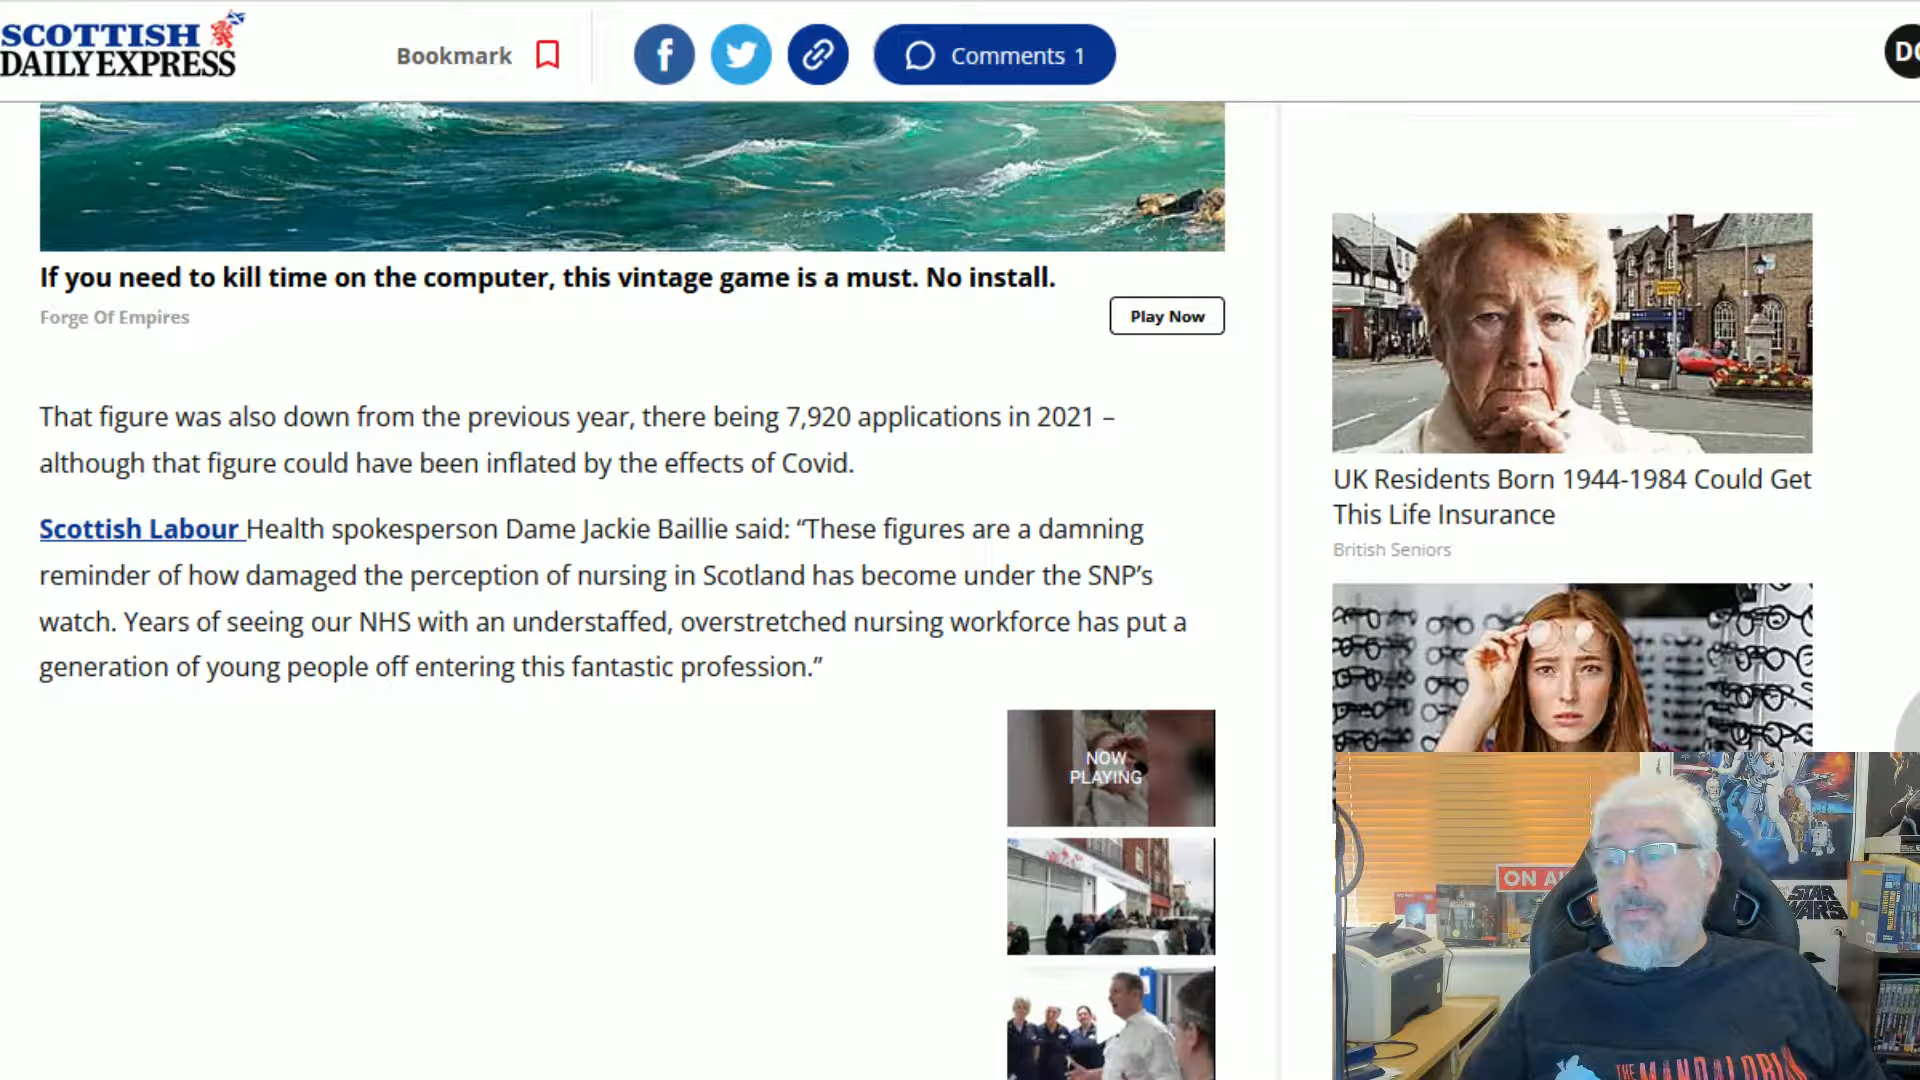 SCOTTISH
DAILY EXPRESS
Bookmark
Comments 1
If you need to kill time on the computer, this vintage game is a must. No install.
Forge Of Empires
Play Now
That figure was also down from the previous year, there being 7,920 applications in 2021 –
although that figure could have been inflated by the effects of Covid.
Scottish Labour Health spokesperson Dame Jackie Baillie said: “These figures are a damning
reminder of how damaged the perception of nursing in Scotland has become under the SNP’s
watch. Years of seeing our NHS with an understaffed, overstretched nursing workforce has put a
generation of young people off entering this fantastic profession.”
NOW
PLAYING
UK Residents Born 1944-1984 Could Get
This Life Insurance
British Seniors
ON AI
STAR
WARS
THE MANDALORI